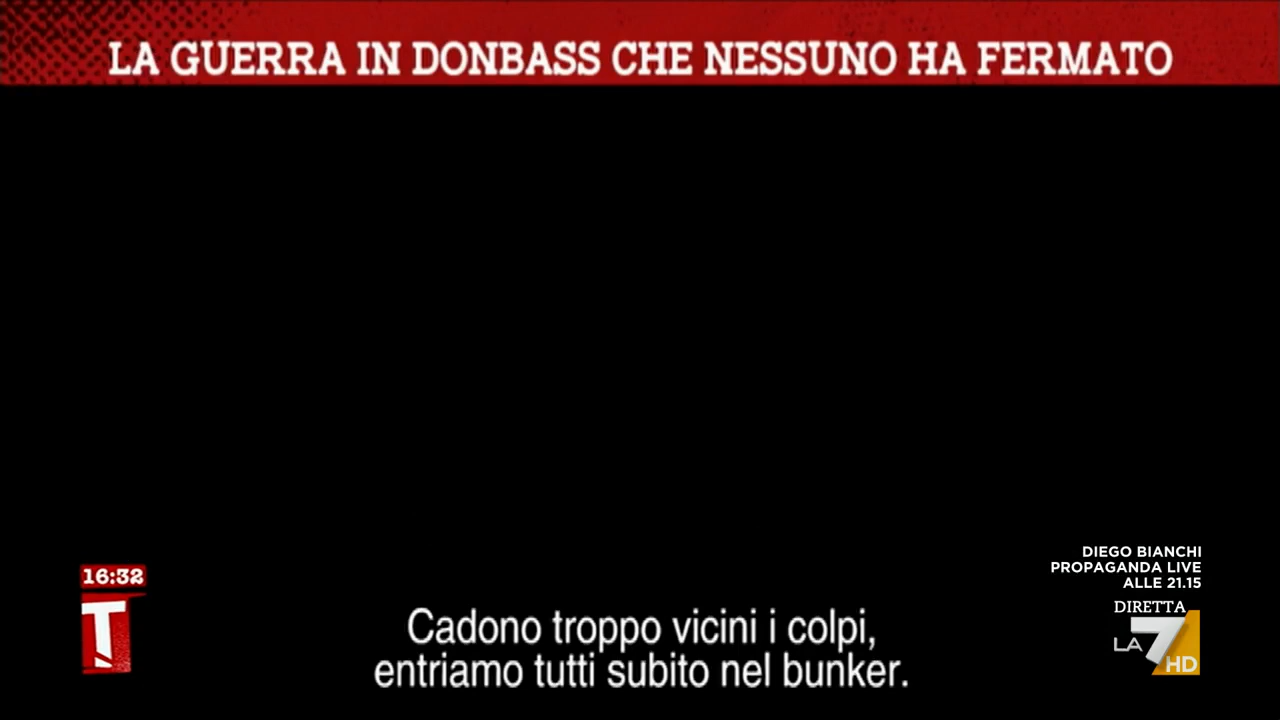 LA GUERRA IN DONBASS CHE NESSUNO HA FERMATO
DIEGO BIANCHI
PROPAGANDA LIVE
ALLE 21.15
16:32
T
DIRETTA
LA 7 HD
Cadono troppo vicini i colpi,
entriamo tutti subito nel bunker.